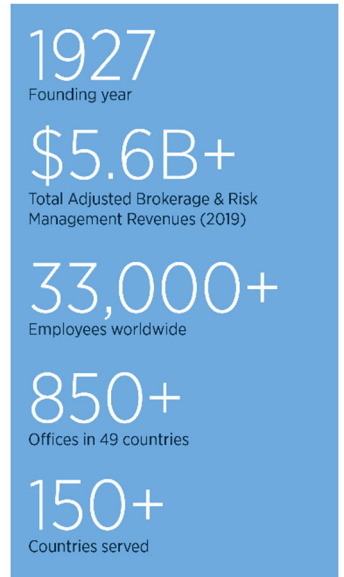 1927
Founding year
$5.6B+
Total Adjusted Brokerage & Risk
Management Revenues (2019)
33,000+
Employees worldwide
850+
Offices in 49 countries
150+
Countries served